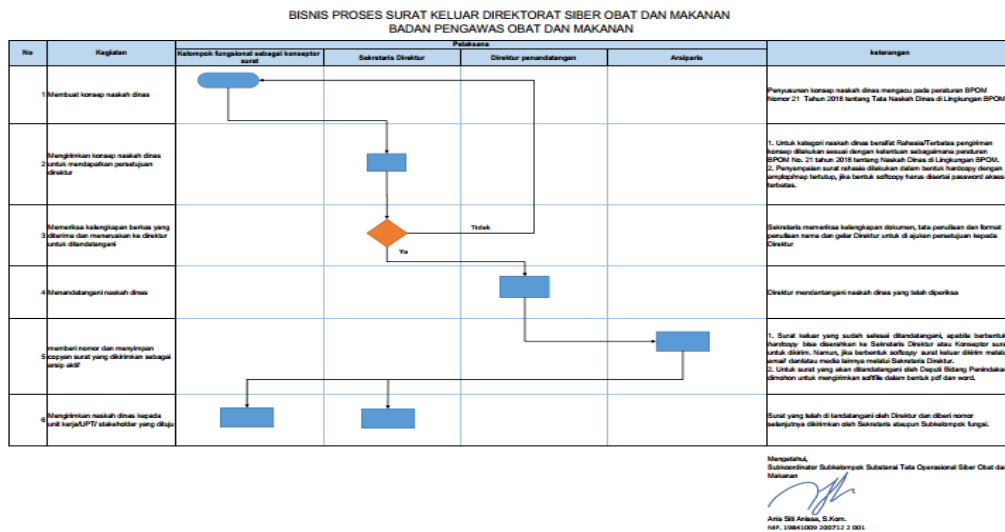 BISNIS PROSES SURAT KELUAR DIREKTORAT SIBER OBAT DAN MAKANAN
BADAN PENGAWAS OBAT DAN MAKANAN
No
Kegiatan
Pelaksana
keterangan
Kelompok fungsional sebagai konseptor
surat
Sekretaris Direktur
Direktur penandatangan
Arsiparis
1
Membuat konsep naskah dinas
Penyusunan konsep naskah dinas mengacu pada peraturan BPOM
Nomor 21 Tahun 2018 tentang Tata Naskah Dinas di Lingkungan BPOM
2
Mengirimkan konsep naskah dinas
untuk mendapatkan persetujuan
direktur
1. Untuk kategori naskah dinas bersifat Rahasia/Terbatas pengiriman
konsep dilakukan sesuai dengan ketentuan sebagaimana peraturan
BPOM No. 21 tahun 2018 tentang Naskah Dinas di Lingkungan BPOM.
2. Penyampaian surat rahasia dilakukan dalam bentuk hardcopy dengan
amplop/map tertutup, jika bentuk softcopy harus disertai password akses
terbatas.
3
Memeriksa kelengkapan berkas yang
diterima dan meneruskan ke direktur
untuk ditandatangani
Tidak
Ya
Sekretaris memeriksa kelengkapan dokumen, tata penulisan dan format
penulisan nama dan gelar Direktur untuk di ajukan persetujuan kepada
Direktur
4
Menandatangani naskah dinas
Direktur mendantangani naskah dinas yang telah diperiksa
5
memberi nomor dan menyimpan
copyan surat yang dikirimkan sebagai
arsip aktif
1. Surat keluar yang sudah selesai ditandatangani, apabila berbentuk
hardcopy bisa diserahkan ke Sekretaris Direktur atau Konseptor sura
untuk dikirim. Namun, jika berbentuk softcopy surat keluar dikirim melalu
email dan/atau media lainnya melalui Sekretaris Direktur.
2. Untuk surat yang akan ditandatangani oleh Deputi Bidang Penindaka
dimohon untuk mengirimkan softfile dalam bentuk pdf dan word.
6
Mengirimkan naskah dinas kepada
unit kerja/UPT/ stakeholder yang dituju
Surat yang telah di tandatangani oleh Direktur dan diberi nomor
selanjutnya dikirimkan oleh Sekretaris ataupun Subkelompok fungsi.
Mengetahui,
Subkoordinator Subkelompok Substansi Tata Operasional Siber Obat da
Makanan
Anis Siti Anissa, S.Kom.
NIP. 19841009 200712 2 001